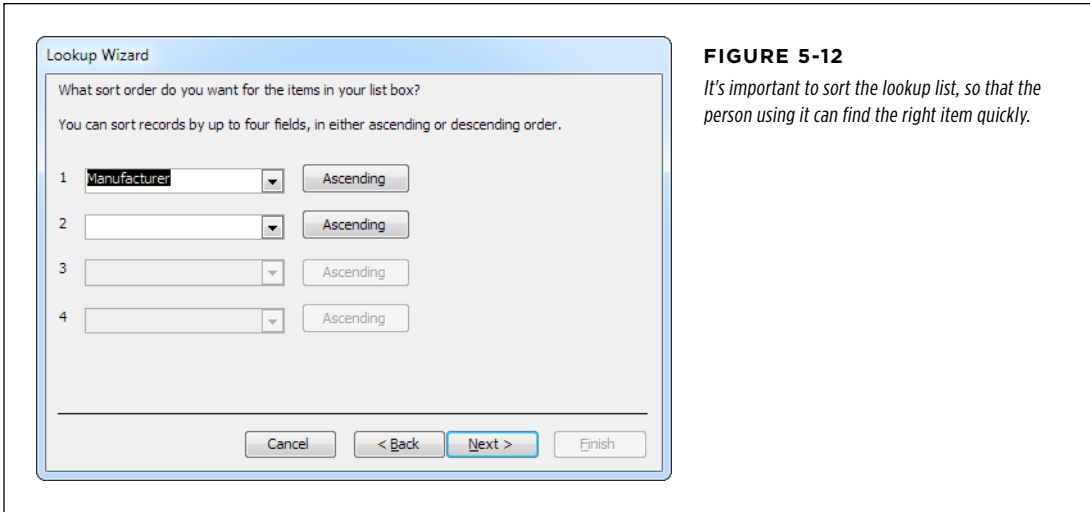 Lookup Wizard
What sort order do you want for the items in your list box?
You can sort records by up to four fields, in either ascending or descending order.
1 Manufacturer Ascending
2 Ascending
3 Ascending
4 Ascending
Cancel < Back Next > Finish
FIGURE 5-12
It's important to sort the lookup list, so that the
person using it can find the right item quickly.